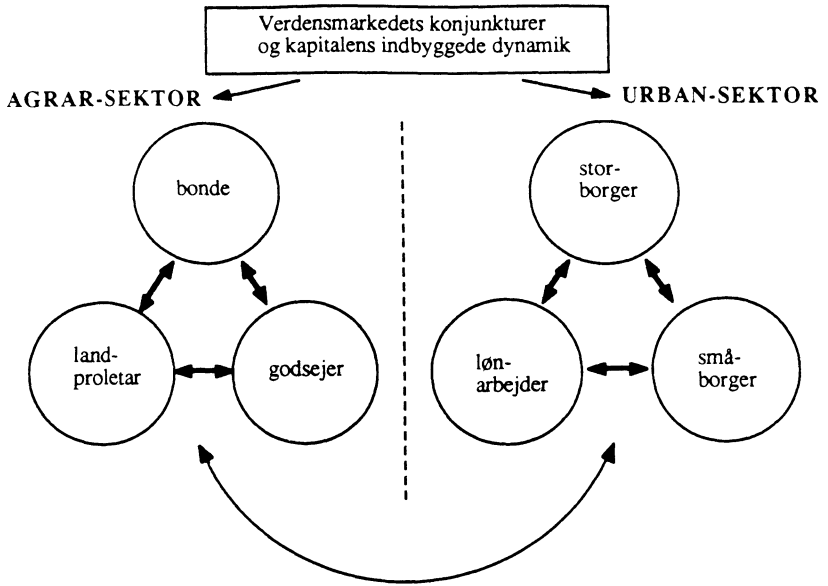 Verdensmarkedets konjunkturer
og kapitalens indbyggede dynamik
AGRAR-SEKTOR
URBAN-SEKTOR
bonde
land-
proletar
godsejer
stor-
borger
løn-
arbejder
små-
borger